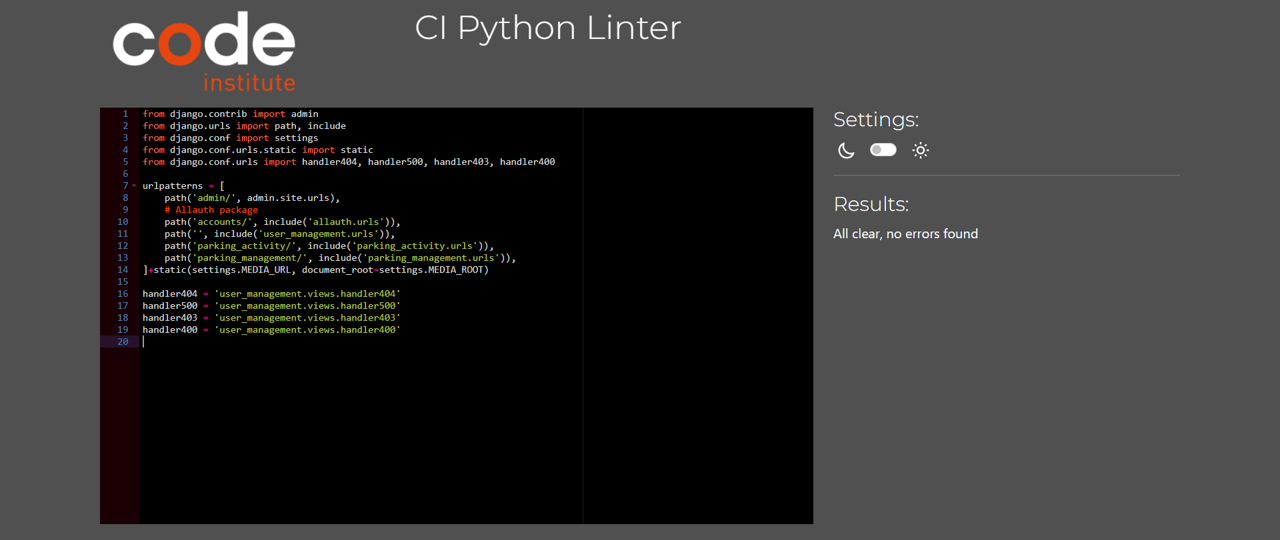 code
institute
CI Python Linter
1 from django.contrib import admin
2 from django.urls import path, include
3 from django.conf import settings
4 from django.conf.urls.static import static
5 from django.conf.urls import handler404, handler500, handler403, handler400
6
7 urlpatterns = [
8     path('admin/', admin.site.urls),
9     # Allauth package
10     path('accounts/', include('allauth.urls')),
11     path('', include('user_management.urls')),
12     path('parking_activity/', include('parking_activity.urls')),
13     path('parking_management/', include('parking_management.urls')),
14 ]+static(settings.MEDIA_URL, document_root=settings.MEDIA_ROOT)
15
16 handler404 = 'user_management.views.handler404'
17 handler500 = 'user_management.views.handler500'
18 handler403 = 'user_management.views.handler403'
19 handler400 = 'user_management.views.handler400'
20
Settings:
Results:
All clear, no errors found